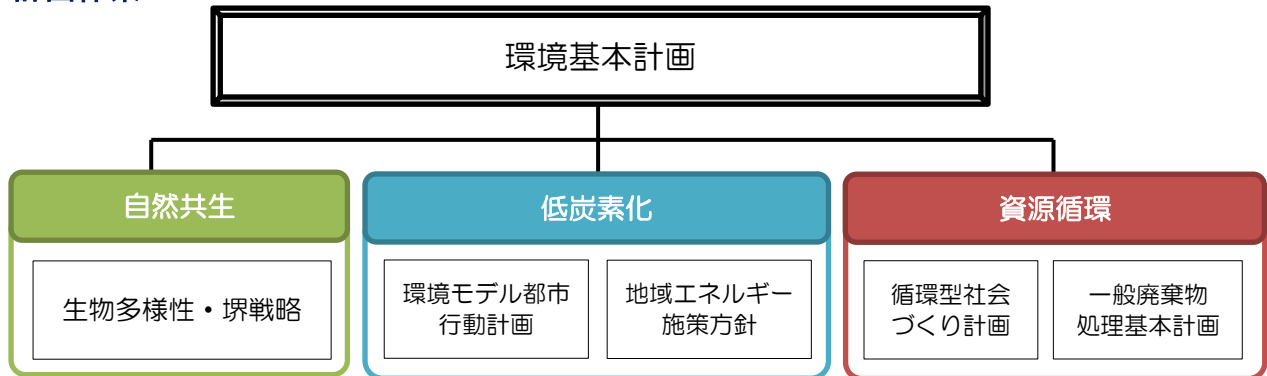 環境基本計画
自然共生
低炭素化
資源循環
生物多様性・堺戦略
環境モデル都市
行動計画
地域エネルギー
施策方針
循環型社会
づくり計画
一般廃棄物
処理基本計画